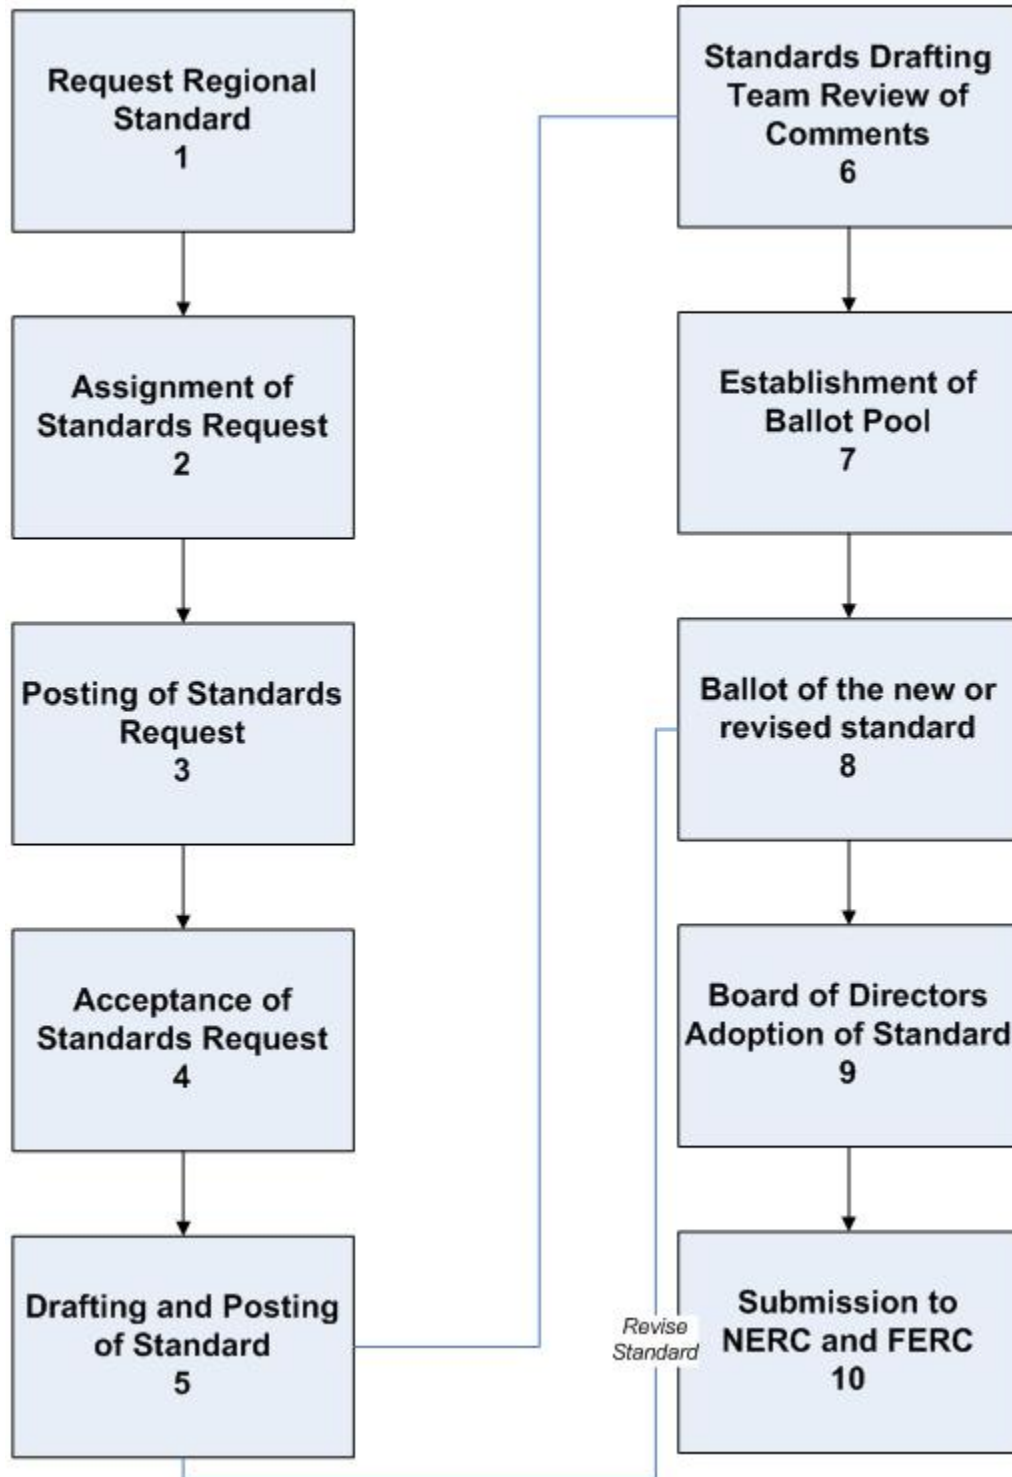 Request Regional
Standard
1
Assignment of
Standards Request
2
Posting of Standards
Request
3
Acceptance of
Standards Request
4
Drafting and Posting
of Standard
5
Standards Drafting
Team Review of
Comments
6
Establishment of
Ballot Pool
7
Ballot of the new or
revised standard
8
Board of Directors
Adoption of Standard
9
Submission to
NERC and FERC
10
Revise
Standard